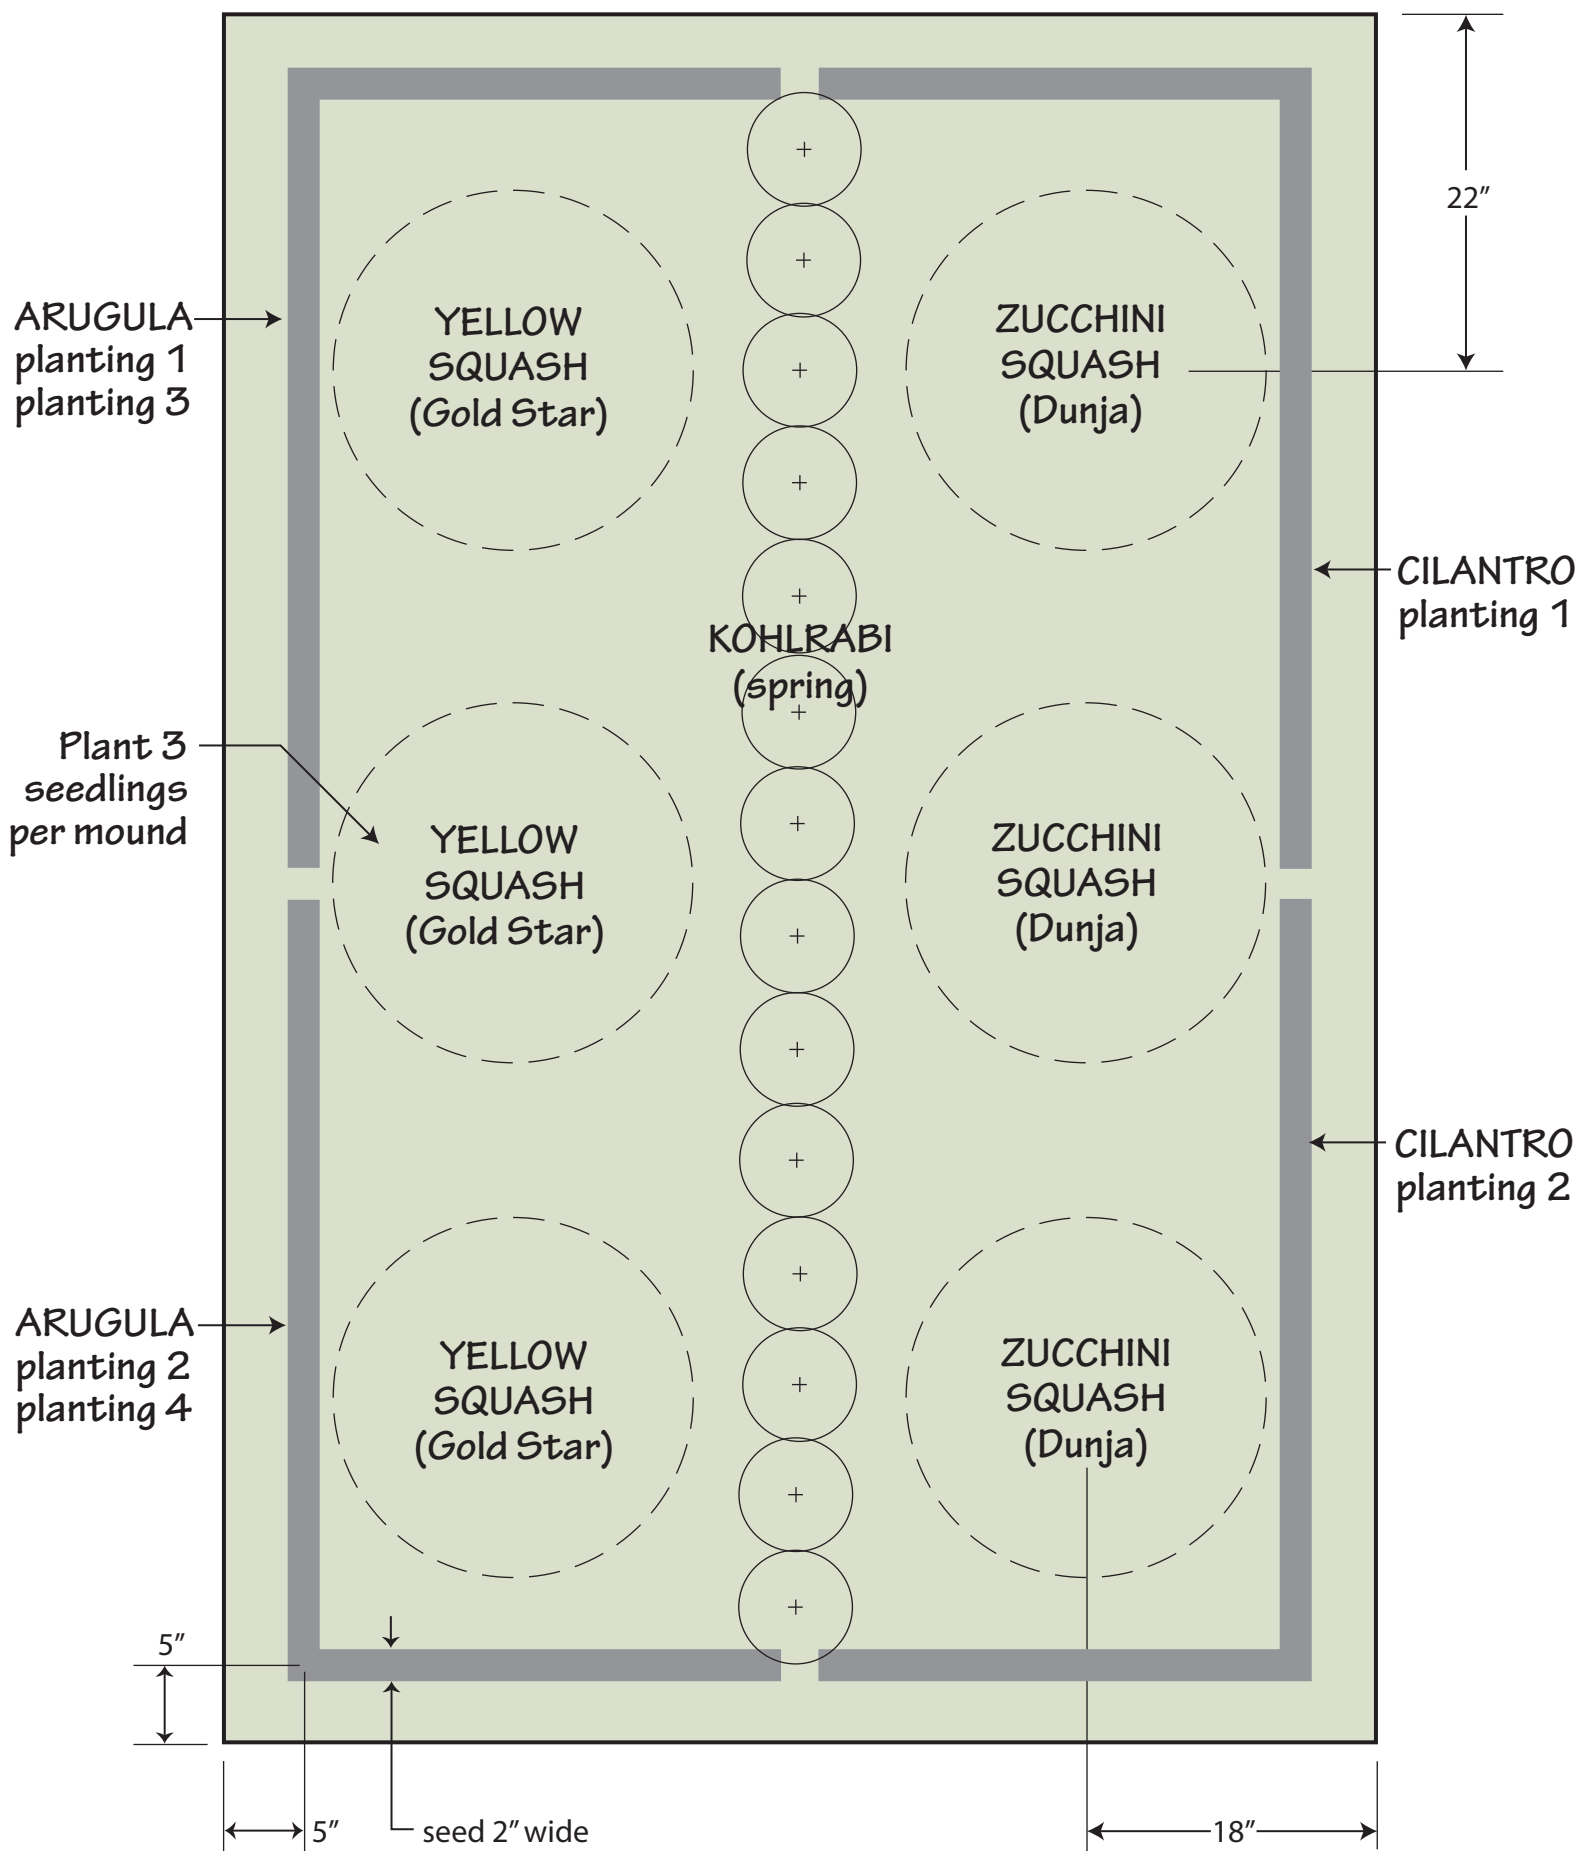 22”
ARUGULA
planting 1
planting 3
YELLOW
SQUASH
(Gold Star)
ZUCCHINI
SQUASH
(Dunja)
CILANTRO
planting 1
KOHLRABI
(spring)
Plant 3
seedlings
per mound
YELLOW
SQUASH
(Gold Star)
ZUCCHINI
SQUASH
(Dunja)
CILANTRO
planting 2
ARUGULA
planting 2
planting 4
YELLOW
SQUASH
(Gold Star)
ZUCCHINI
SQUASH
(Dunja)
5”
5”
seed 2” wide
18”